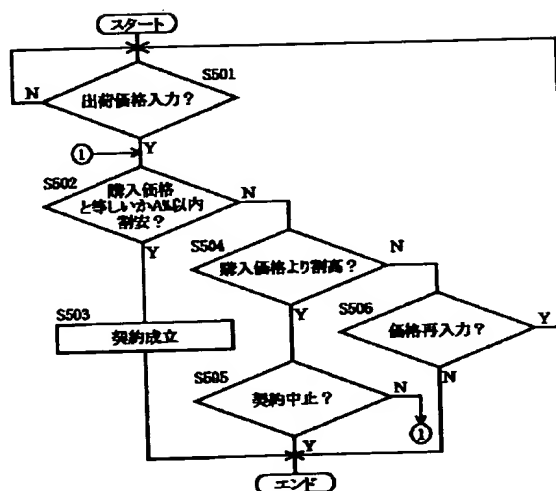 スタート
S501
N
出荷価格入力?
①
Y
S502
購入価格
と等しいかA%以内
割安?
N
S504
N
Y
購入価格より割高?
S506
Y
S503
Y
価格再入力?
契約成立
S505
N
N
契約中止?
①
Y
エンド